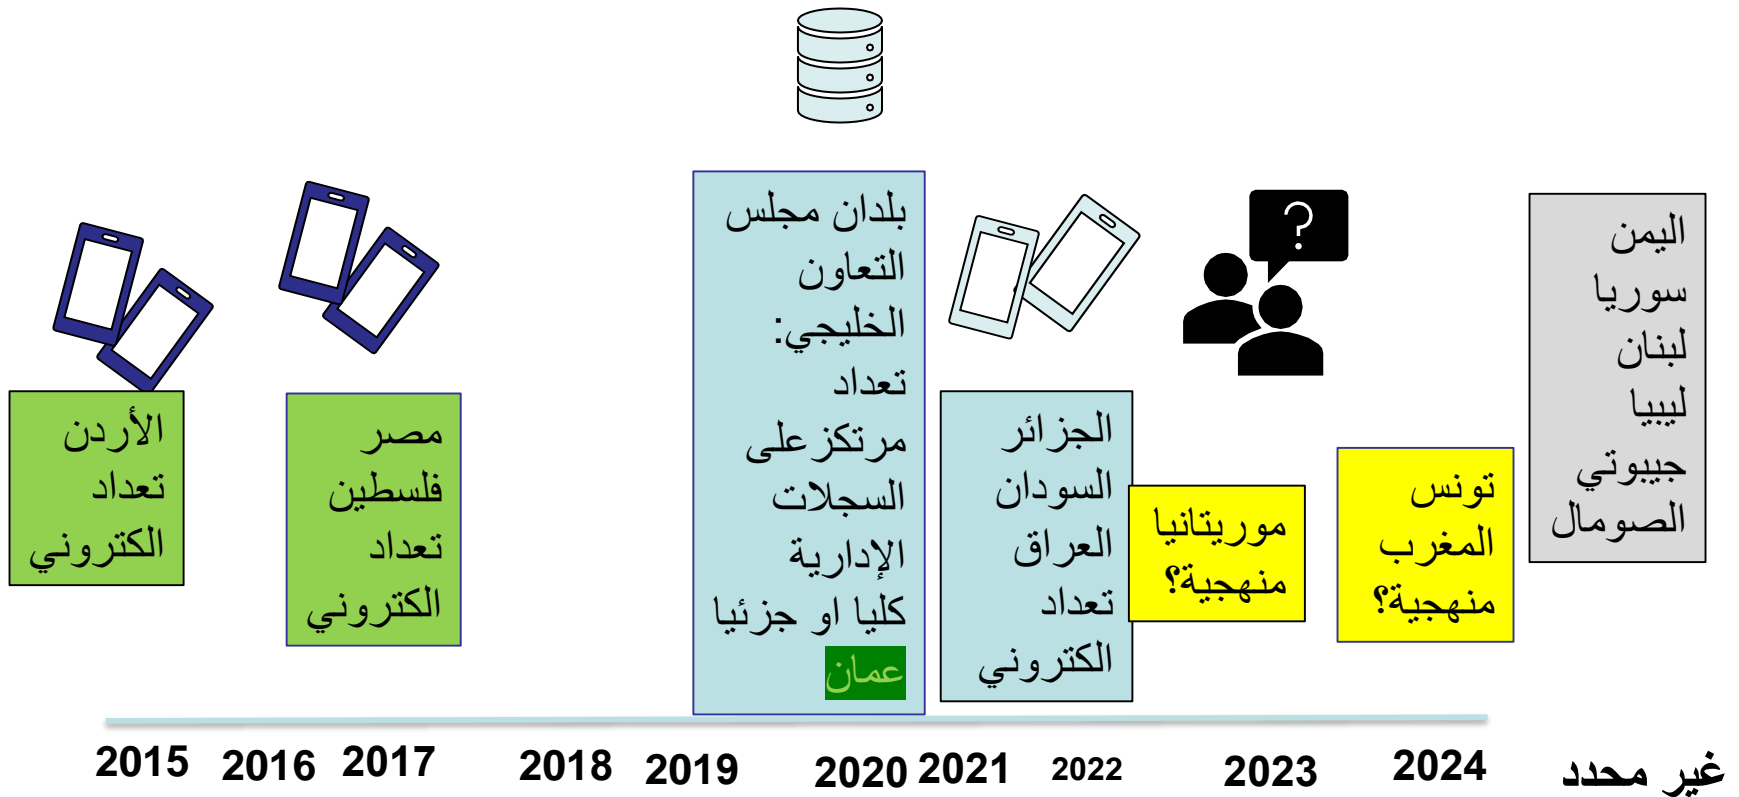 الأردن
تعداد
الكتروني
مصر
فلسطين
تعداد
الكتروني
بلدان مجلس
التعاون
الخليجي:
تعداد
مرتكز على
السجلات
الإدارية
كليا او جزئيا
عمان
الجزائر
السودان
العراق
تعداد
الكتروني
?
موريتانيا
منهجية؟
تونس
المغرب
منهجية؟
اليمن
سوريا
لبنان
ليبيا
جيبوتي
الصومال
2015 2016 2017 2018 2019 2020 2021 2022 2023 2024 غير محدد